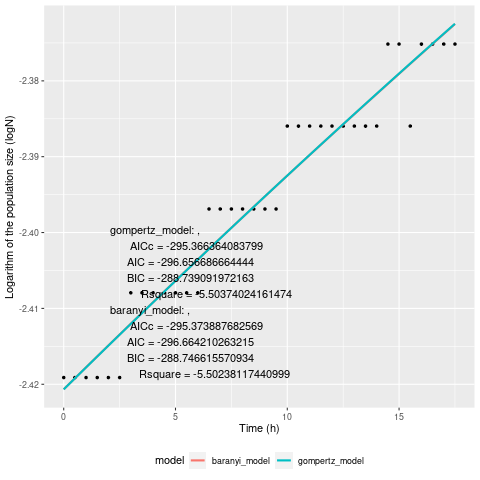 -2.38
-2.39
-2.40
-2.41
-2.42
Logarithm of the population size (logN)
gompertz_model: ,
AICc = -295.366364083799
AIC = -296.656686664444
BIC = -288.739091972163
Rsquare = -5.50374024161474
baranyi_model: ,
AICc = -295.373887682569
AIC = -296.664210263215
BIC = -288.746615570934
Rsquare = -5.50238117440999
0 5 10 15
Time (h)
model baranyi_model gompertz_model